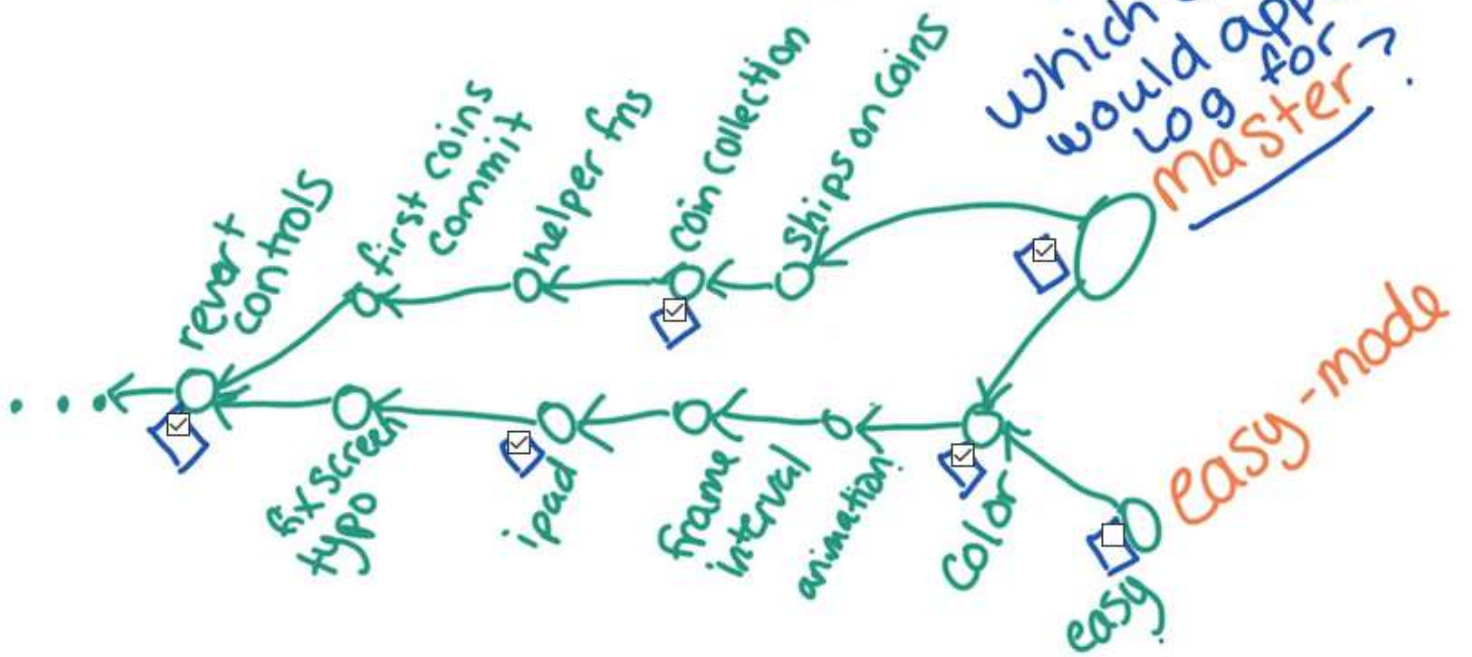 which
would app
log for
master?
ships on coins
coin collection
helper fns
first coins
commit
revert
controls
easy-mode
fix screen
typo
ipad
frame
interval
animation
color
easy